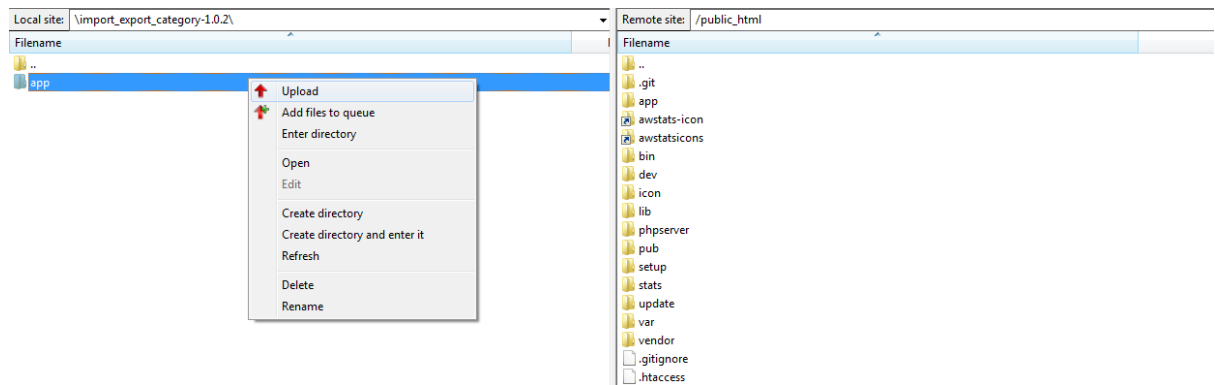 Local site: \import_export_category-1.0.2\
Filename
..
app
Upload
Add files to queue
Enter directory
Open
Edit
Create directory
Create directory and enter it
Refresh
Delete
Rename
Remote site: /public_html
Filename
..
.git
app
awstats-icon
awstatsicons
bin
dev
icon
lib
phpserver
pub
setup
stats
update
var
vendor
.gitignore
.htaccess